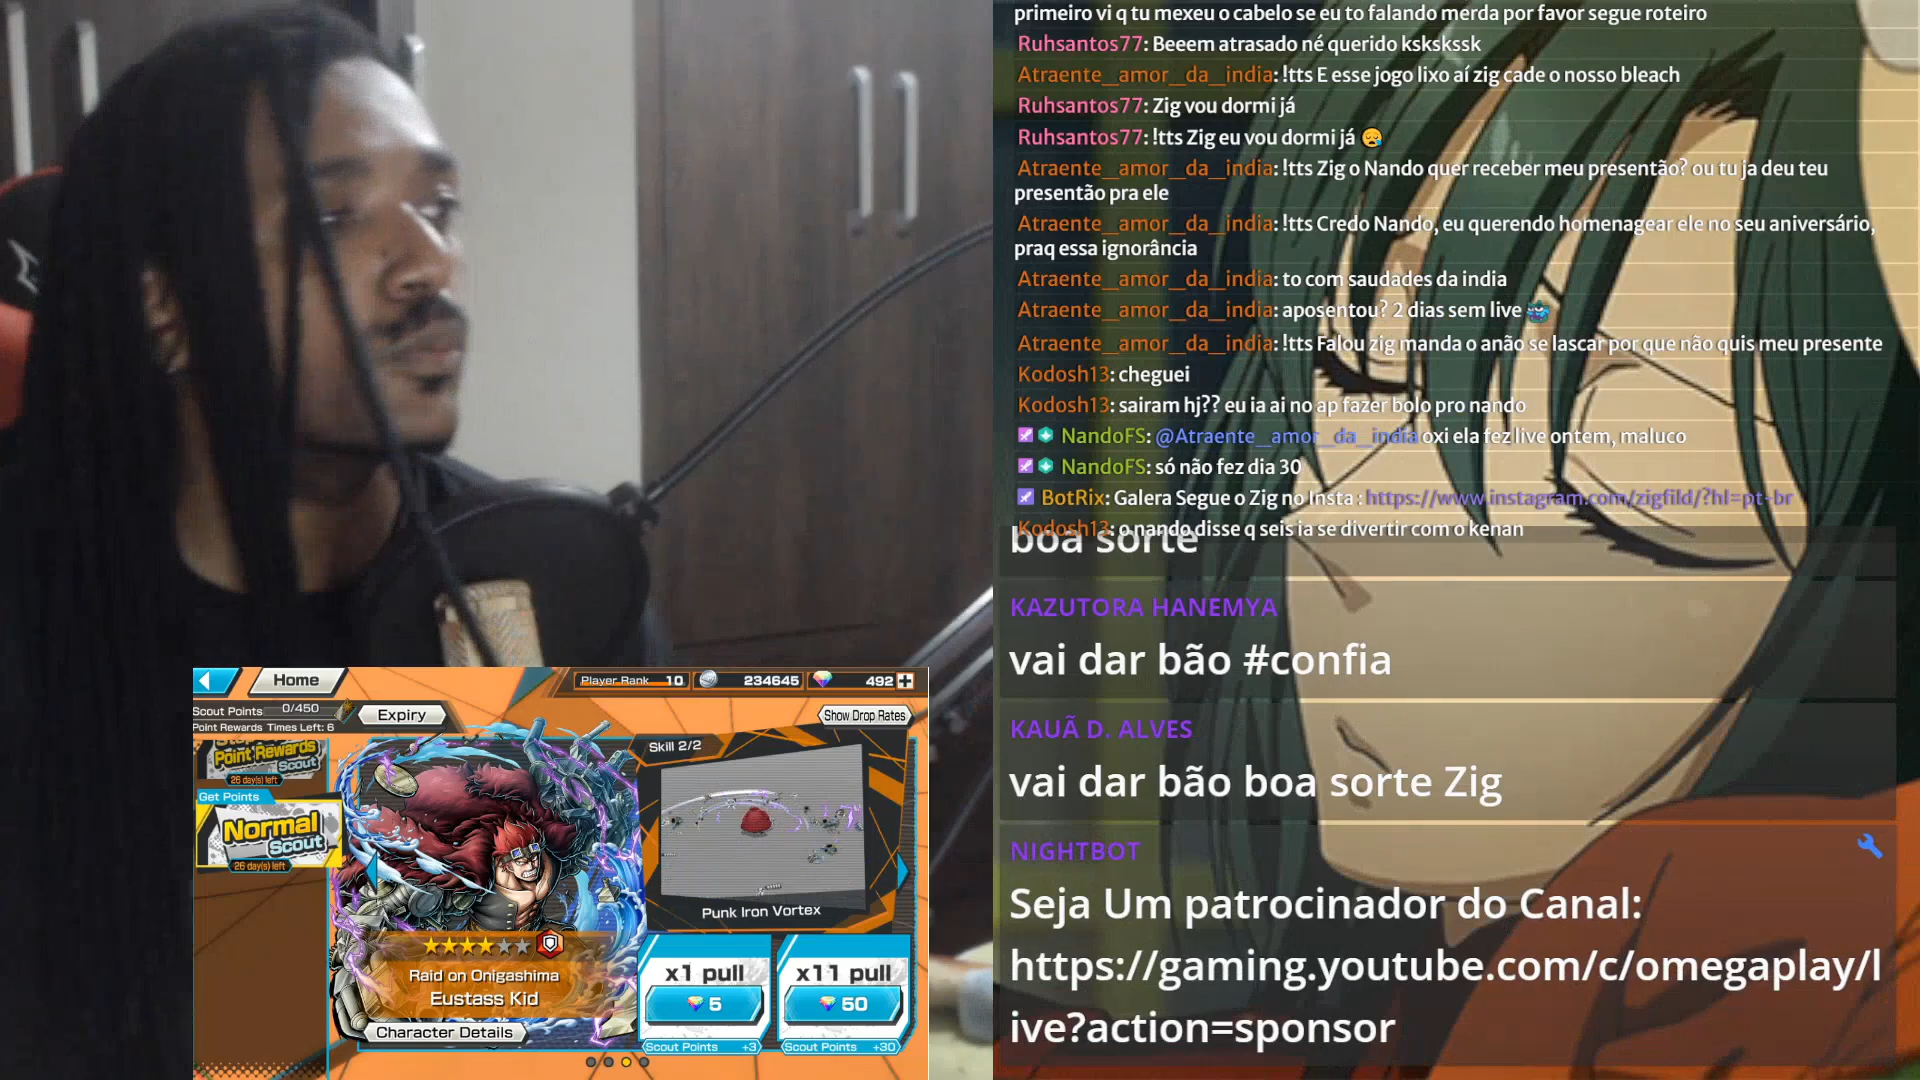 primeiro vi q tu mexeu o cabelo se eu to falando merda por favor segue roteiro
Ruhsantos77: Beeem atrasado né querido ksksksk
Atraente_amor_da_india: !tts E esse jogo lixo aí zig cade o nosso bleach
Ruhsantos77: Zig vou dormi já
Ruhsantos77: !tts Zig eu vou dormi já 😪
Atraente_amor_da_india: !tts Zig o Nando quer receber meu presentão? ou tu ja deu teu
presentão pra ele
Atraente_amor_da_india: !tts Credo Nando, eu querendo homenagear ele no seu aniversário,
praq essa ignorância
Atraente_amor_da_india: to com saudades da india
Atraente_amor_da_india: aposentou? 2 dias sem live
Atraente_amor_da_india: !tts Falou zig manda o anão se lascar por que não quis meu presente
Kodosh13: cheguei
Kodosh13: sairam hj?? eu ia ai no ap fazer bolo pro nando
NandoFS: @Atraente_amor_da_india oxi ela fez live ontem, maluco
NandoFS: só não fez dia 30
BotRix: Galera Segue o Zig no Insta : https://www.instagram.com/zigfild/?hl=pt-br
Kodosh13: o nando disse q seis ia se divertir com o kenan
boa sorte
KAZUTORA HANEMYA
vai dar bão #confia
KAUÃ D. ALVES
vai dar bão boa sorte Zig
NIGHTBOT
Seja Um patrocinador do Canal:
https://gaming.youtube.com/c/omegaplay/l
ive?action=sponsor
Home
Player Rank 10
234645
492
Scout Points 0/450
Point Rewards Times Left: 6
Expiry
Show Drop Rates
Point Rewards
Scout
26 day(s) left
Get Points
Normal
Scout
26 day(s) left
Skill 2/2
Punk Iron Vortex
Raid on Onigashima
Eustass Kid
Character Details
x1 pull
5
Scout Points +3
x11 pull
50
Scout Points +30